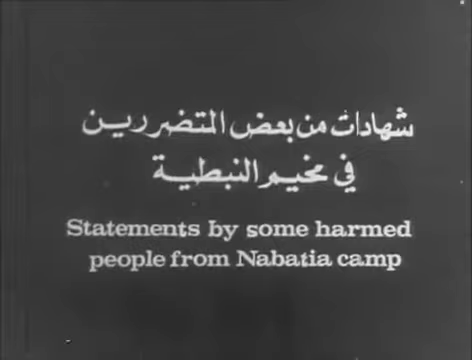 شهادات من بعض المتضررين
في مخيم النبطية
Statements by some harmed
people from Nabatia camp